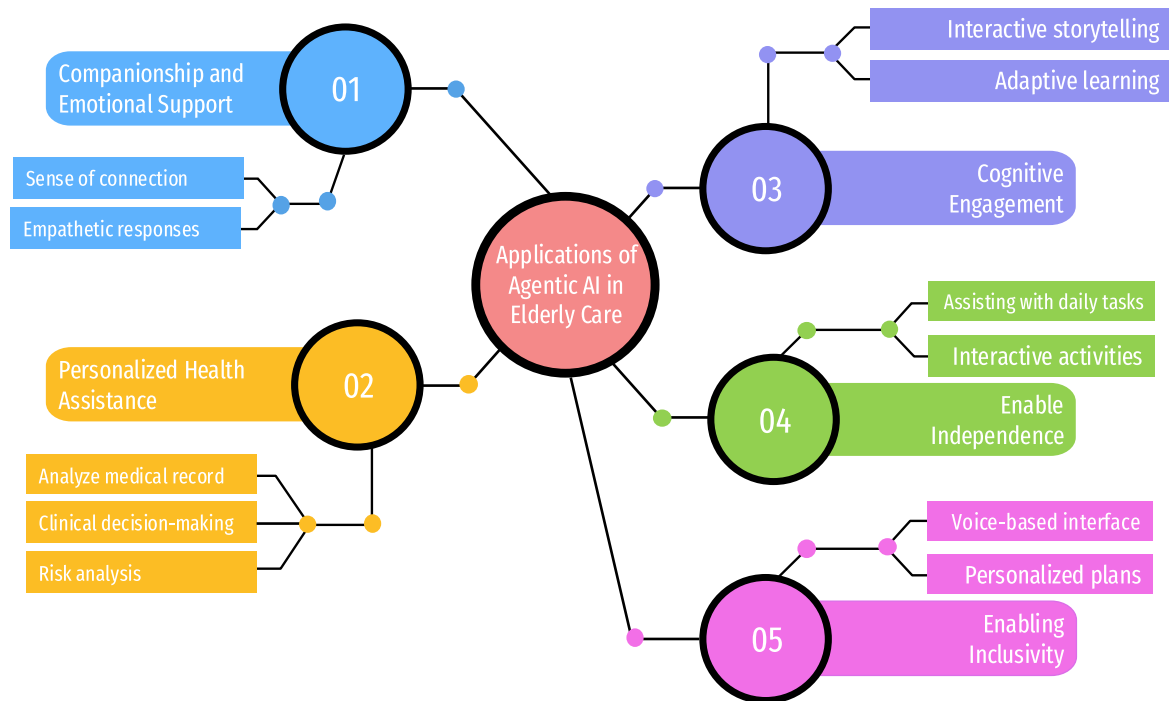 Applications of
Agentic AI in
Elderly Care
01
Companionship and
Emotional Support
Sense of connection
Empathetic responses
02
Personalized Health
Assistance
Analyze medical record
Clinical decision-making
Risk analysis
Interactive storytelling
Adaptive learning
03
Cognitive
Engagement
Assisting with daily tasks
Interactive activities
04
Enable
Independence
Voice-based interface
Personalized plans
05
Enabling
Inclusivity